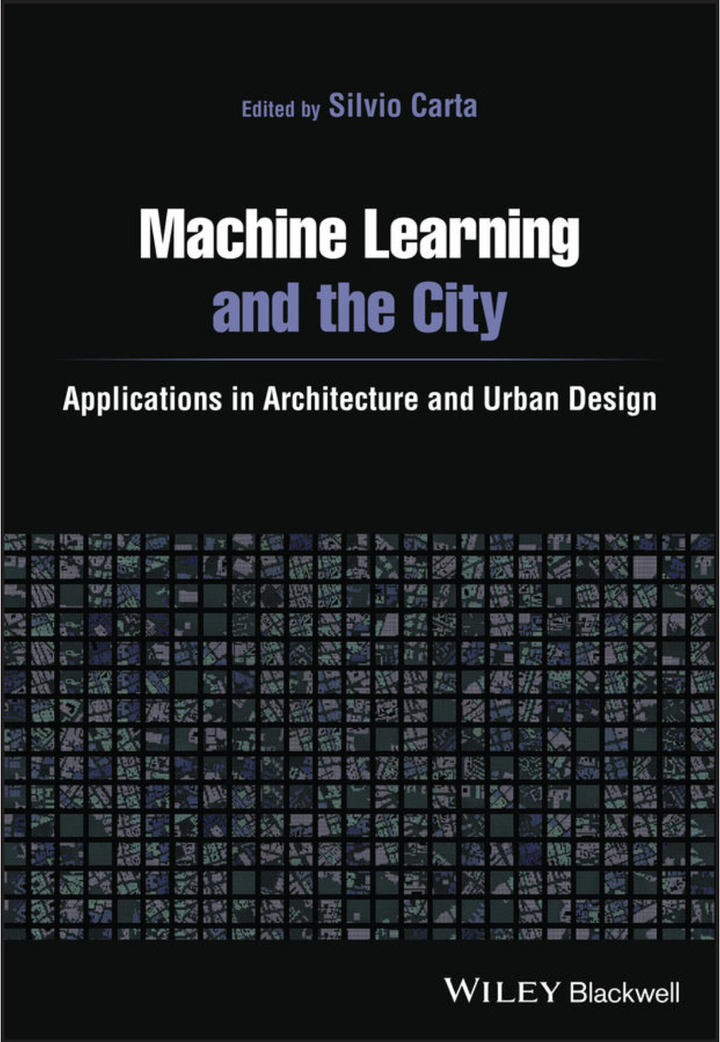 Edited by Silvio Carta
Machine Learning
and the City
Applications in Architecture and Urban Design
WILEY Blackwell